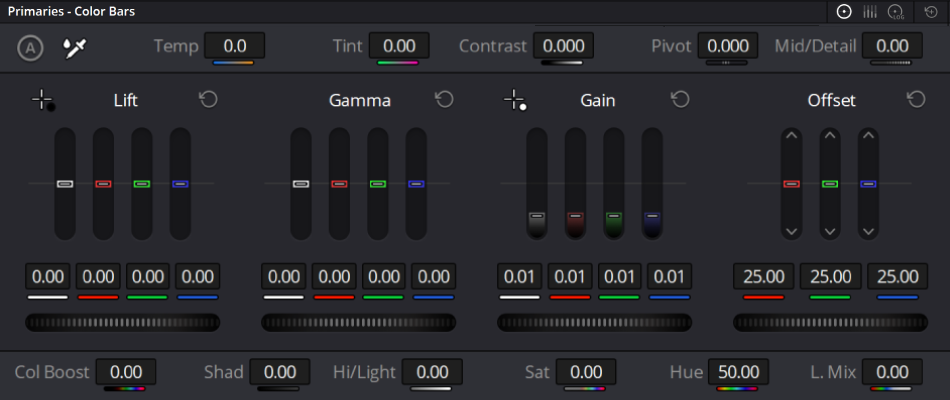 Primaries - Color Bars
LOG
A Temp 0.0 Tint 0.00 Contrast 0.000 Pivot 0.000 Mid/Detail 0.00
Lift Gamma Gain Offset
0.00 0.00 0.00 0.00 0.00 0.00 0.00 0.00 0.01 0.01 0.01 0.01 25.00 25.00 25.00
Col Boost 0.00 Shad 0.00 Hi/Light 0.00 Sat 0.00 Hue 50.00 L. Mix 0.00